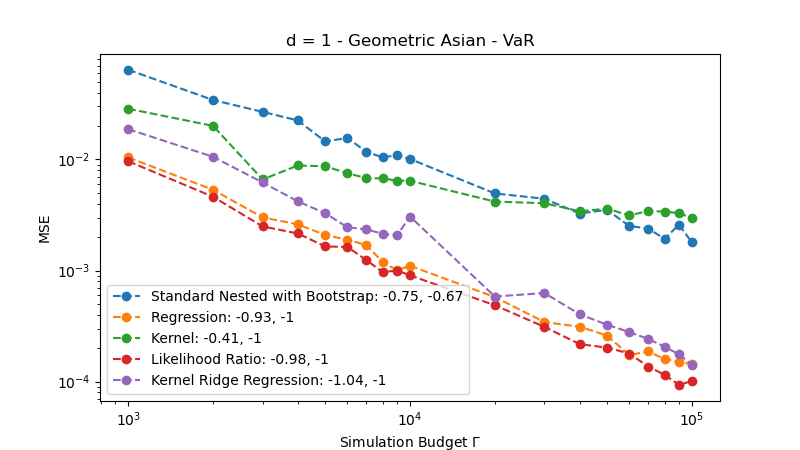 d = 1 - Geometric Asian - VaR
MSE
10⁻²
10⁻³
10⁻⁴
Standard Nested with Bootstrap: -0.75, -0.67
Regression: -0.93, -1
Kernel: -0.41, -1
Likelihood Ratio: -0.98, -1
Kernel Ridge Regression: -1.04, -1
10³ 10⁴ 10⁵
Simulation Budget Γ